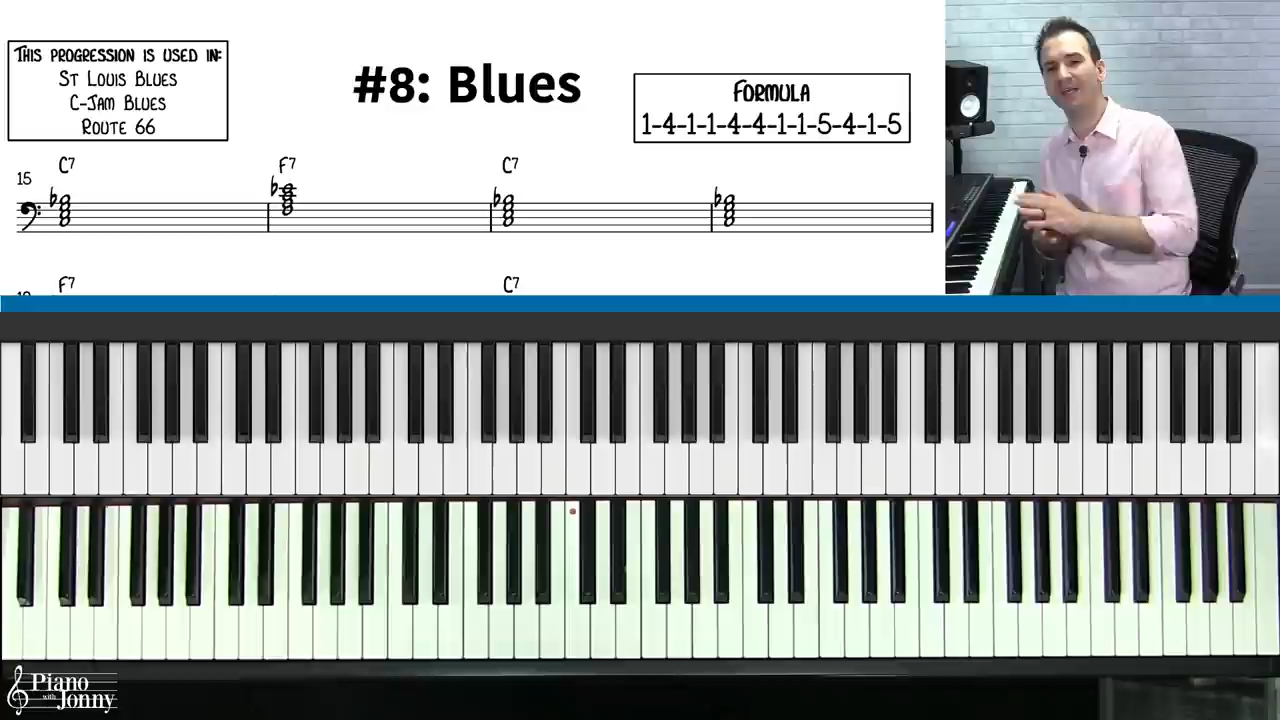 THIS PROGRESSION IS USED IN:
ST LOUIS BLUES
C-JAM BLUES
ROUTE 66
#8: Blues
FORMULA
1-4-1-1-4-4-1-1-5-4-1-5
C7 F7 C7
15
F7 C7
Piano
with
Jonny